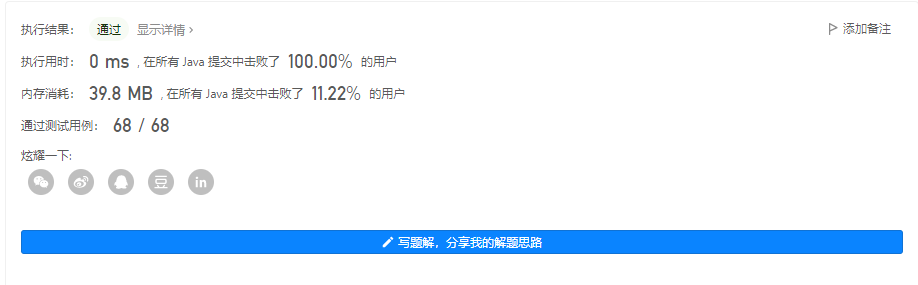 执行结果： 通过 显示详情 › 添加备注
执行用时： 0 ms , 在所有 Java 提交中击败了 100.00% 的用户
内存消耗： 39.8 MB , 在所有 Java 提交中击败了 11.22% 的用户
通过测试用例： 68 / 68
炫耀一下:
豆 in
写题解，分享我的解题思路